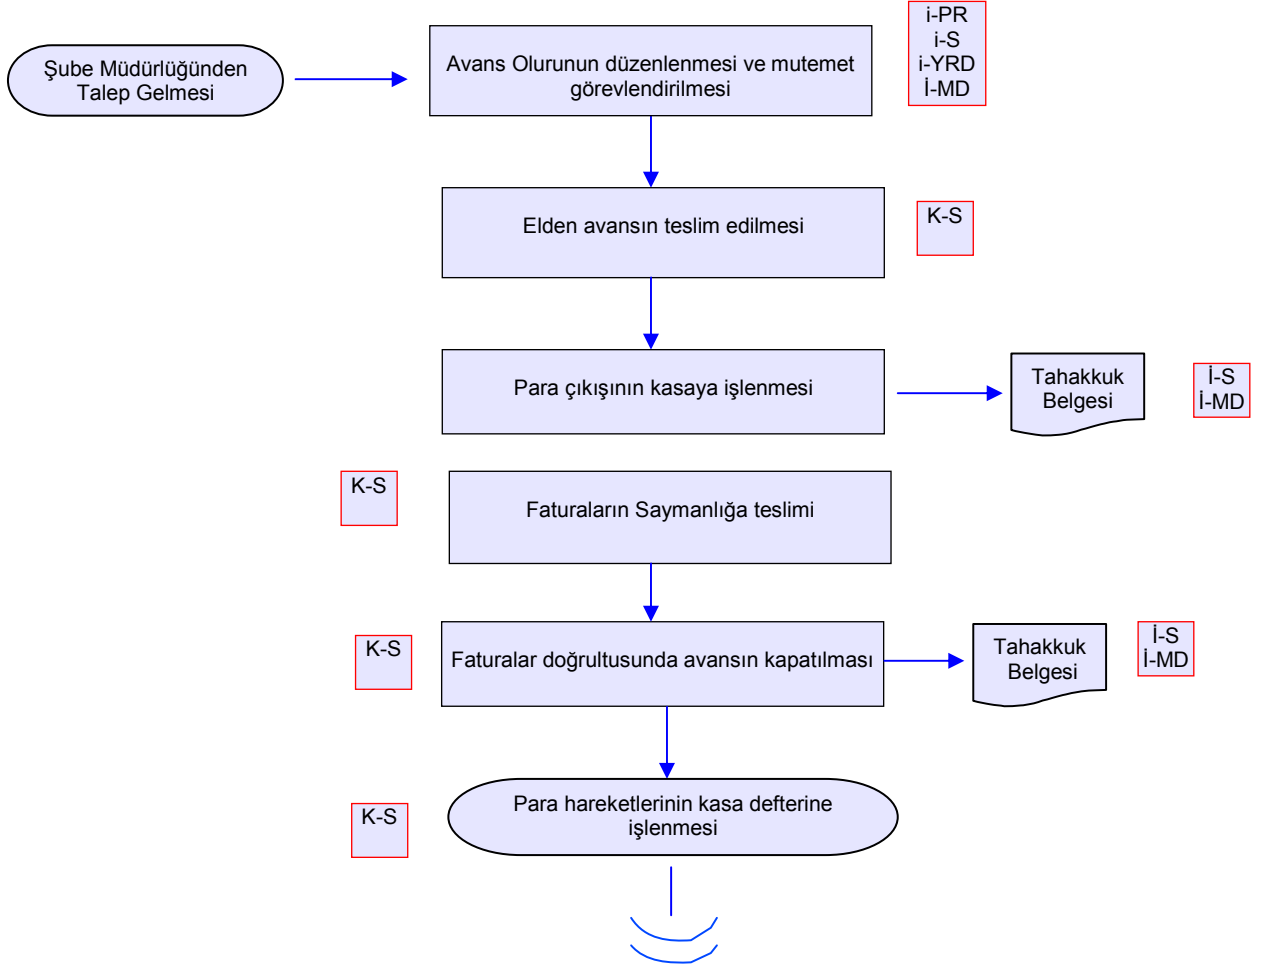 Şube Müdürlüğünden
Talep Gelmesi
Avans Olurunun düzenlenmesi ve mutemet
görevlendirilmesi
i-PR
i-S
i-YRD
İ-MD
Elden avansın teslim edilmesi
K-S
Para çıkışının kasaya işlenmesi
Tahakkuk
Belgesi
İ-S
İ-MD
K-S
Faturaların Saymanlığa teslimi
K-S
Faturalar doğrultusunda avansın kapatılması
Tahakkuk
Belgesi
İ-S
İ-MD
K-S
Para hareketlerinin kasa defterine
işlenmesi